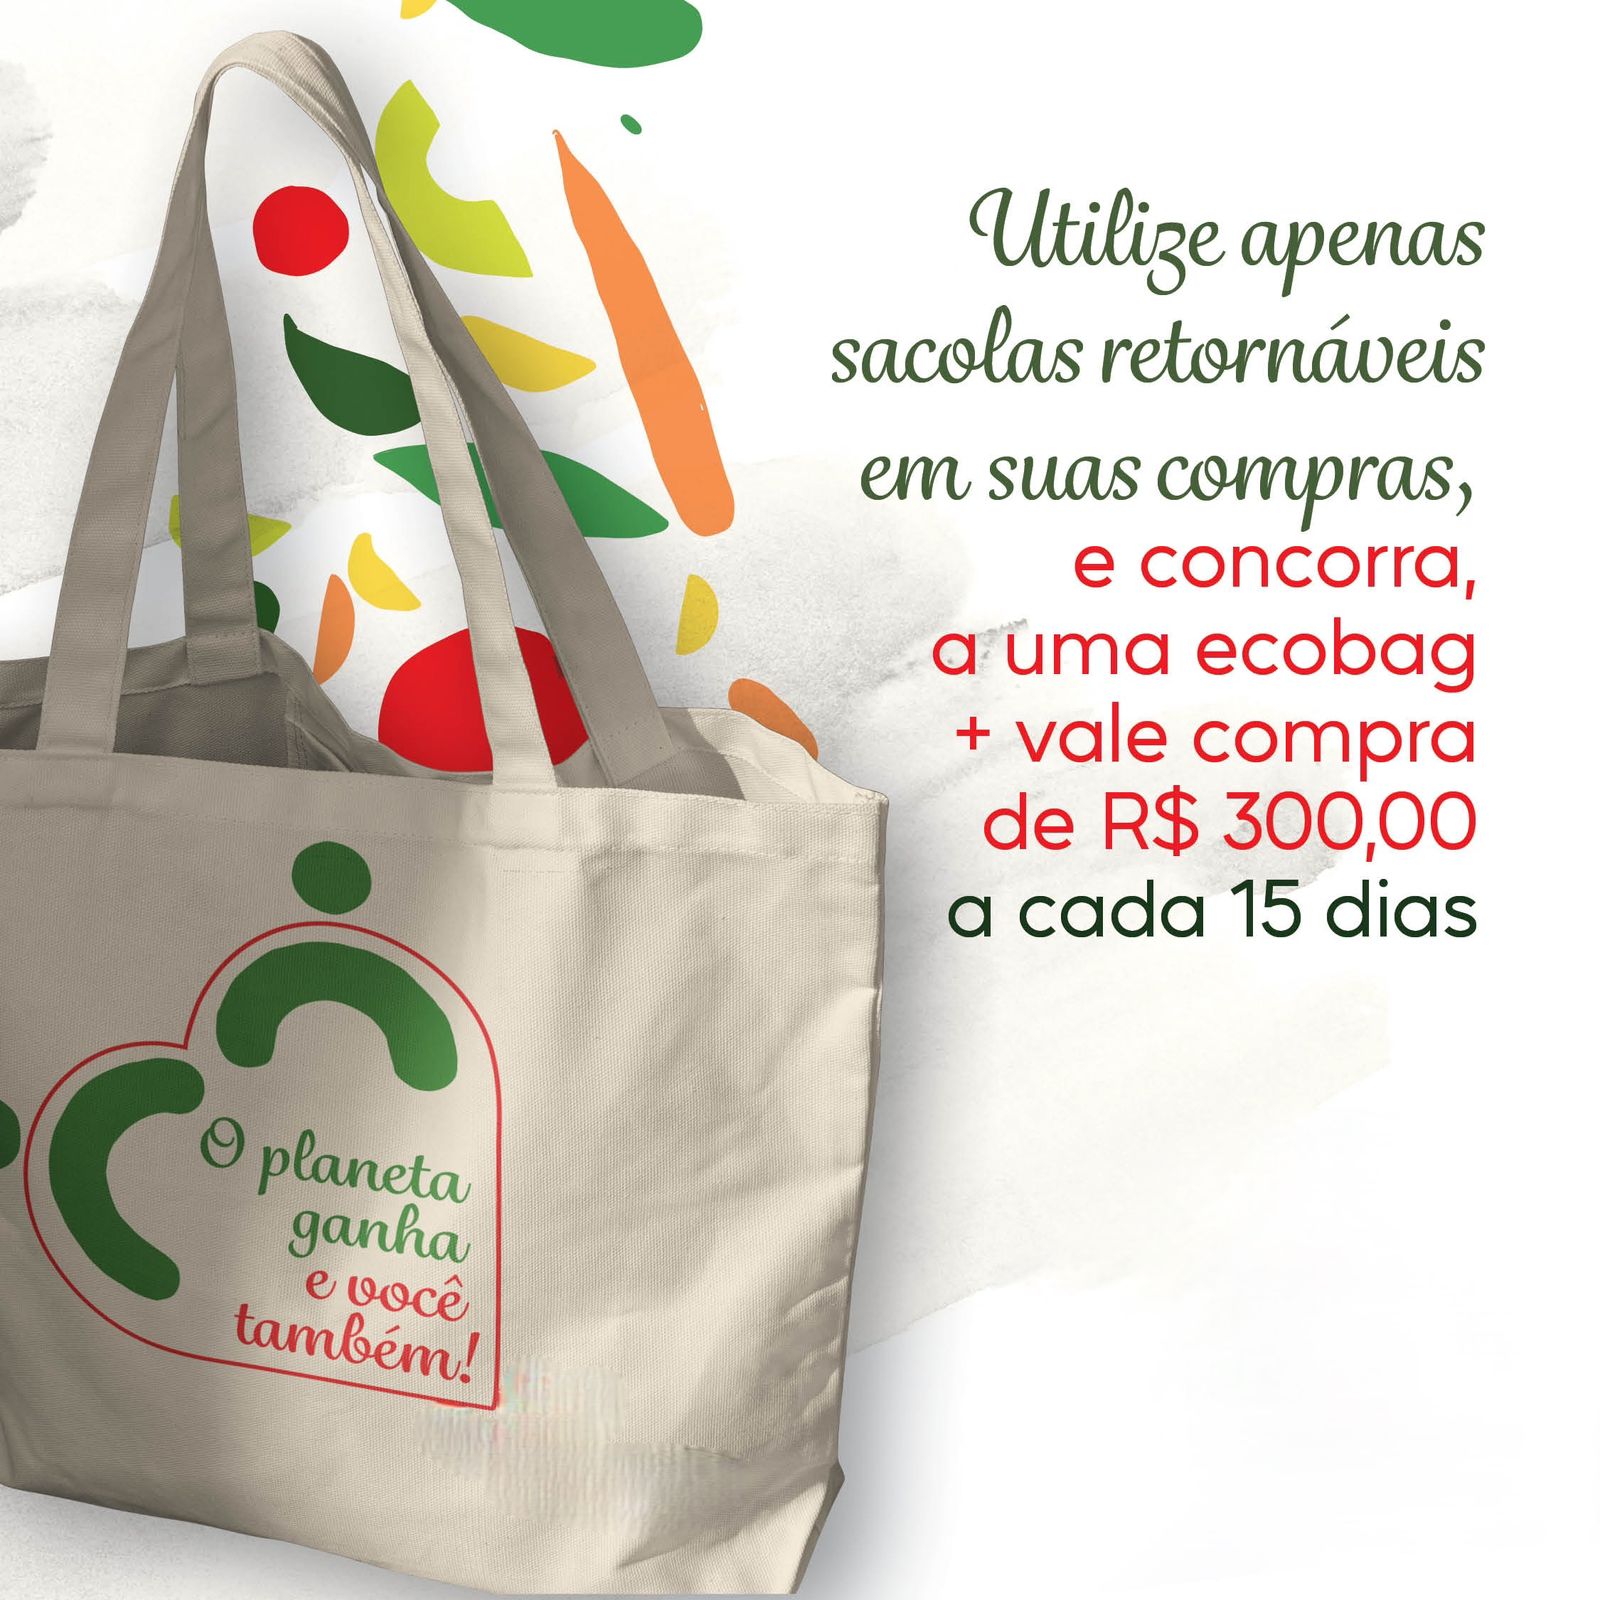 Utilize apenas
sacolas retornáveis
em suas compras,
e concorra,
a uma ecobag
+ vale compra
de R$ 300,00
a cada 15 dias
O planeta
ganha
e você
também!